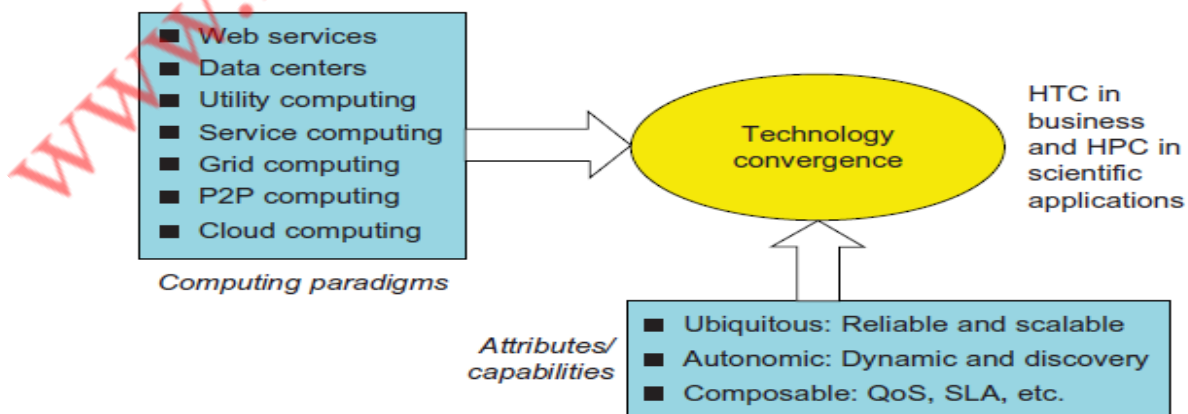 www.
■ Web services
■ Data centers
■ Utility computing
■ Service computing
■ Grid computing
■ P2P computing
■ Cloud computing
Computing paradigms
Technology
convergence
HTC in
business
and HPC in
scientific
applications
Attributes/
capabilities
■ Ubiquitous: Reliable and scalable
■ Autonomic: Dynamic and discovery
■ Composable: QoS, SLA, etc.